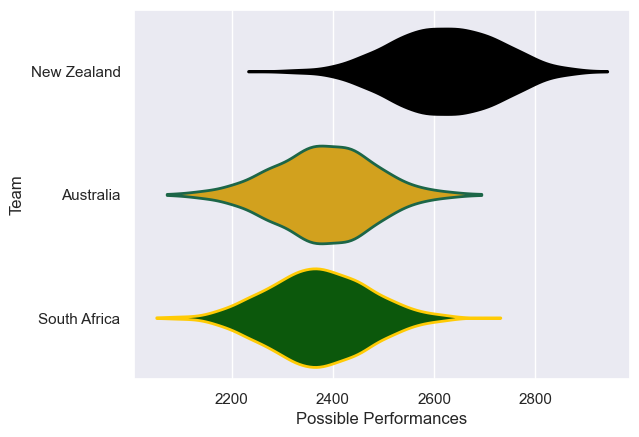 New Zealand
Australia
South Africa
Team
2200 2400 2600 2800
Possible Performances